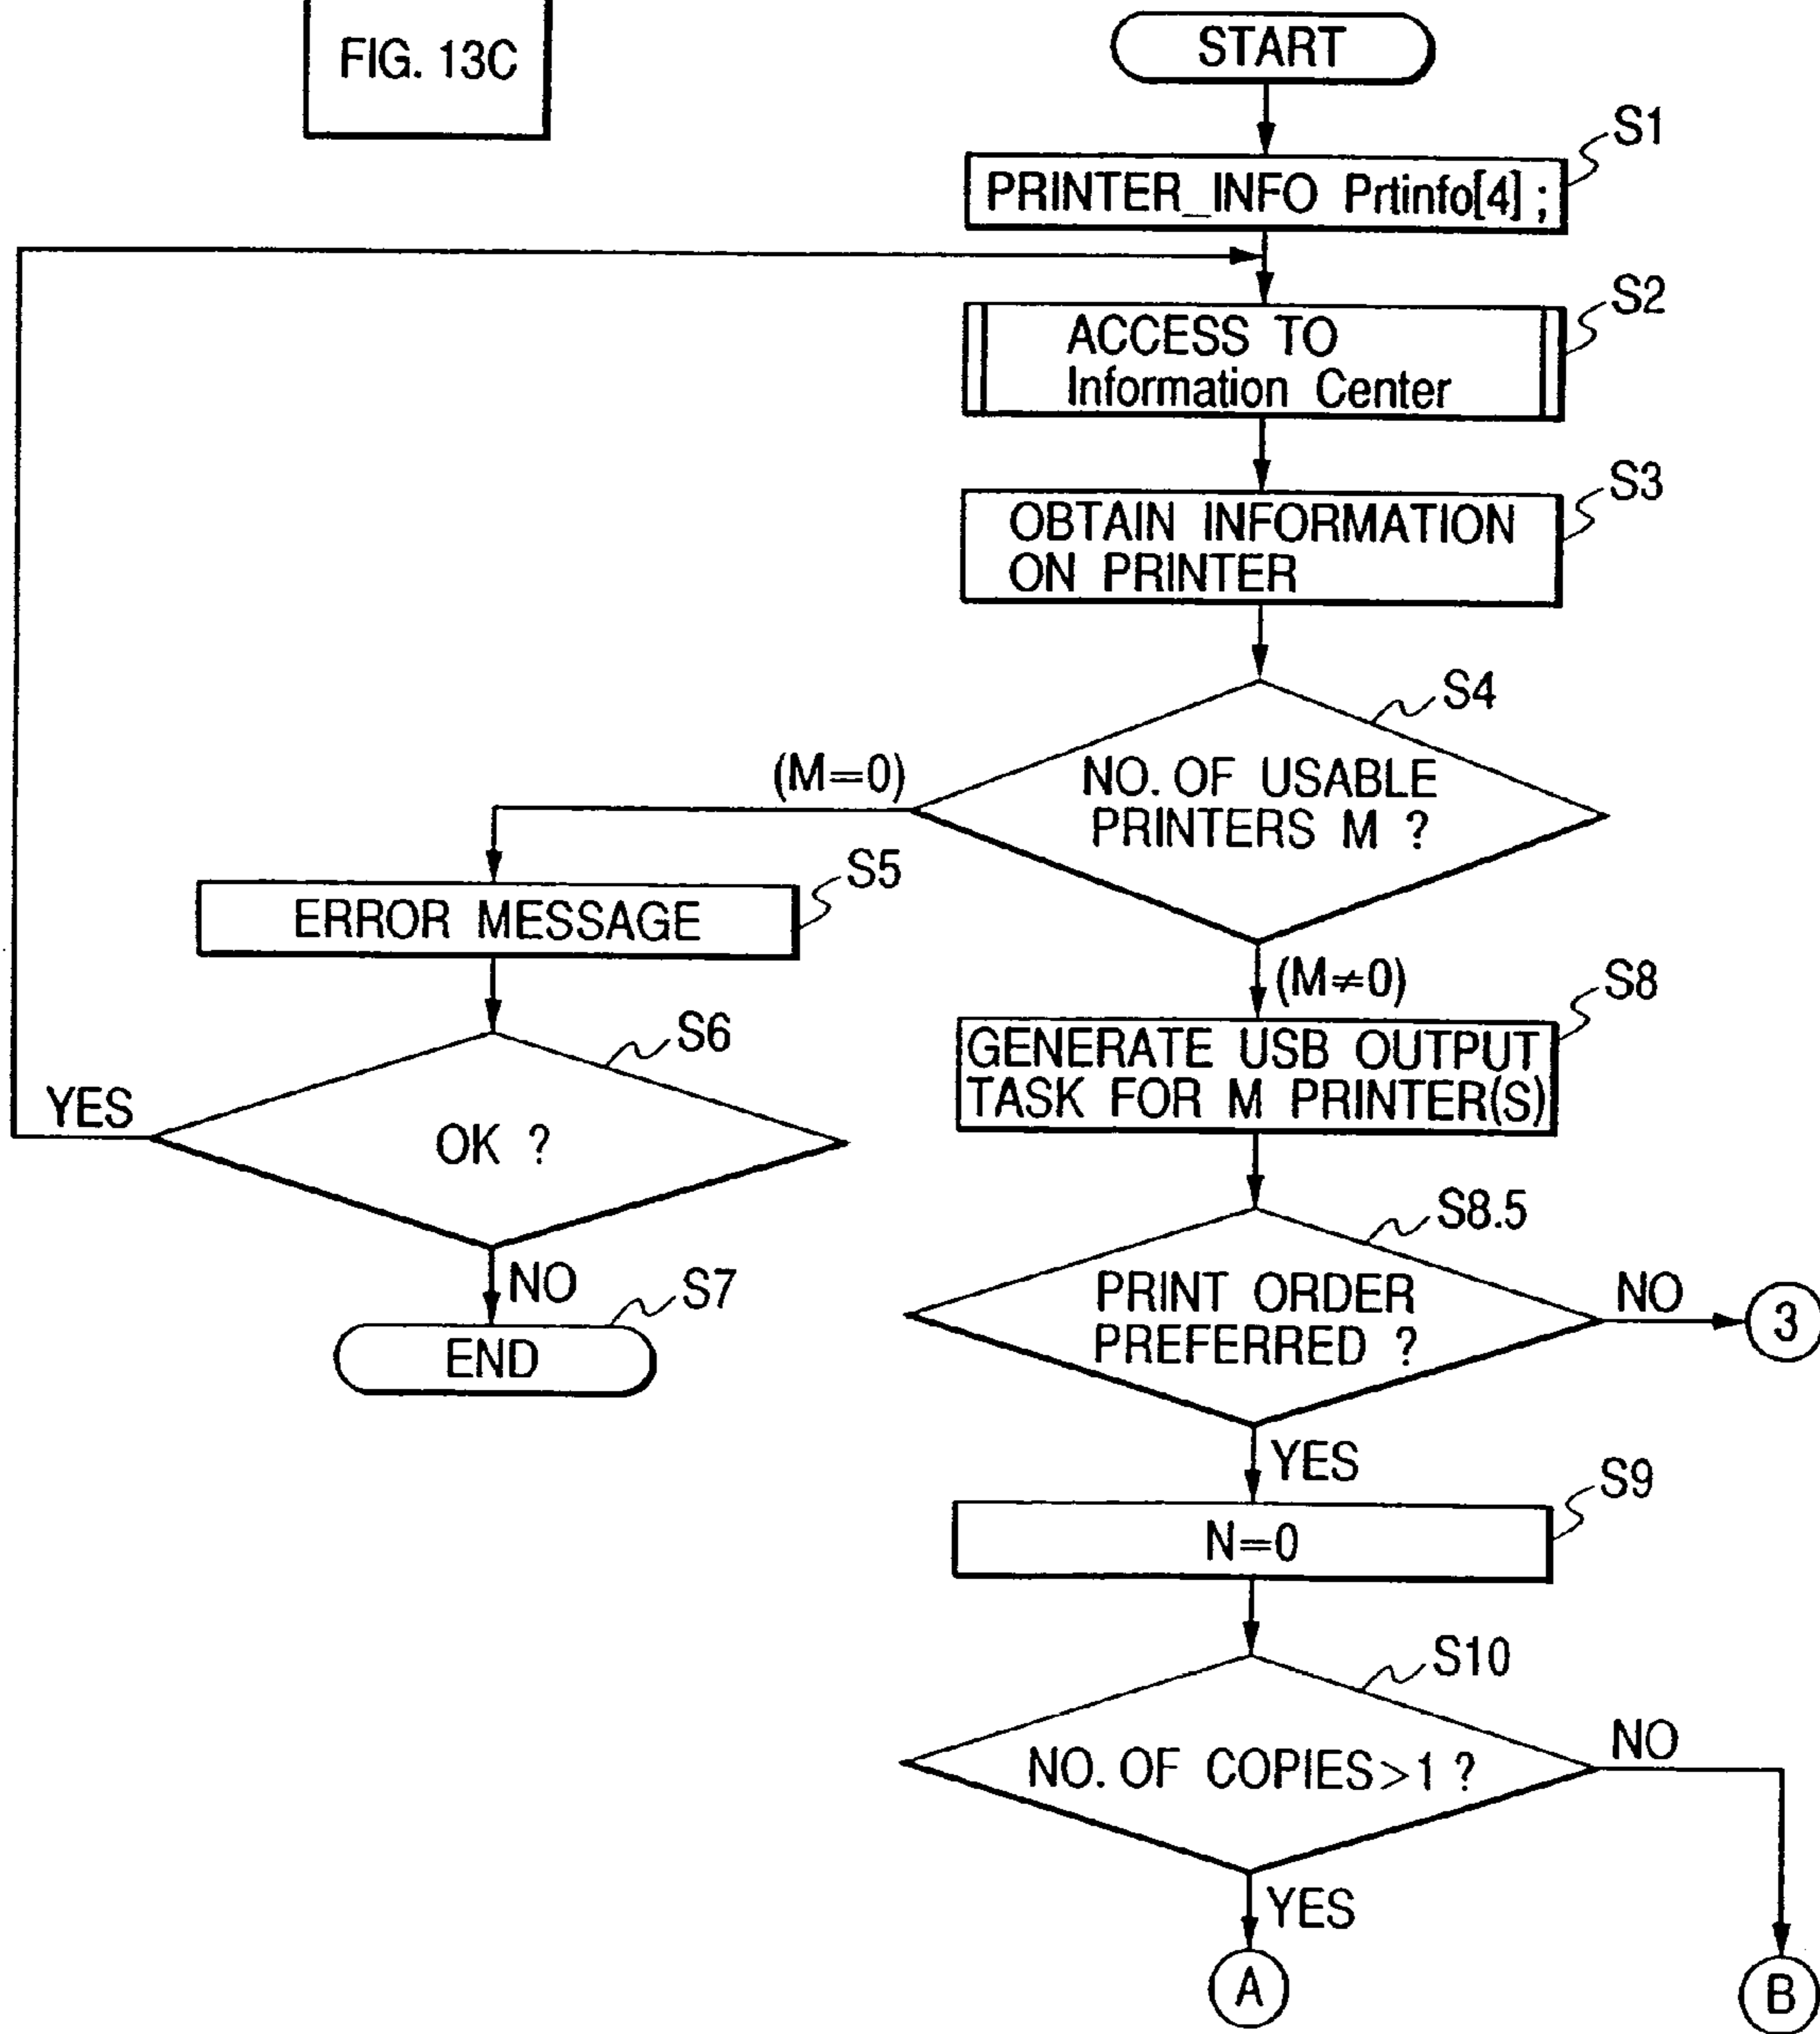 FIG. 13C
START
S1
PRINTER_INFO Prtinfo[4] ;
S2
ACCESS TO
Information Center
S3
OBTAIN INFORMATION
ON PRINTER
S4
(M=0)
NO. OF USABLE
PRINTERS M ?
S5
ERROR MESSAGE
(M≠0)
S8
GENERATE USB OUTPUT
TASK FOR M PRINTER(S)
S6
YES
OK ?
NO
S7
END
S8.5
PRINT ORDER
PREFERRED ?
NO
3
YES
S9
N=0
S10
NO. OF COPIES>1 ?
NO
YES
A
B